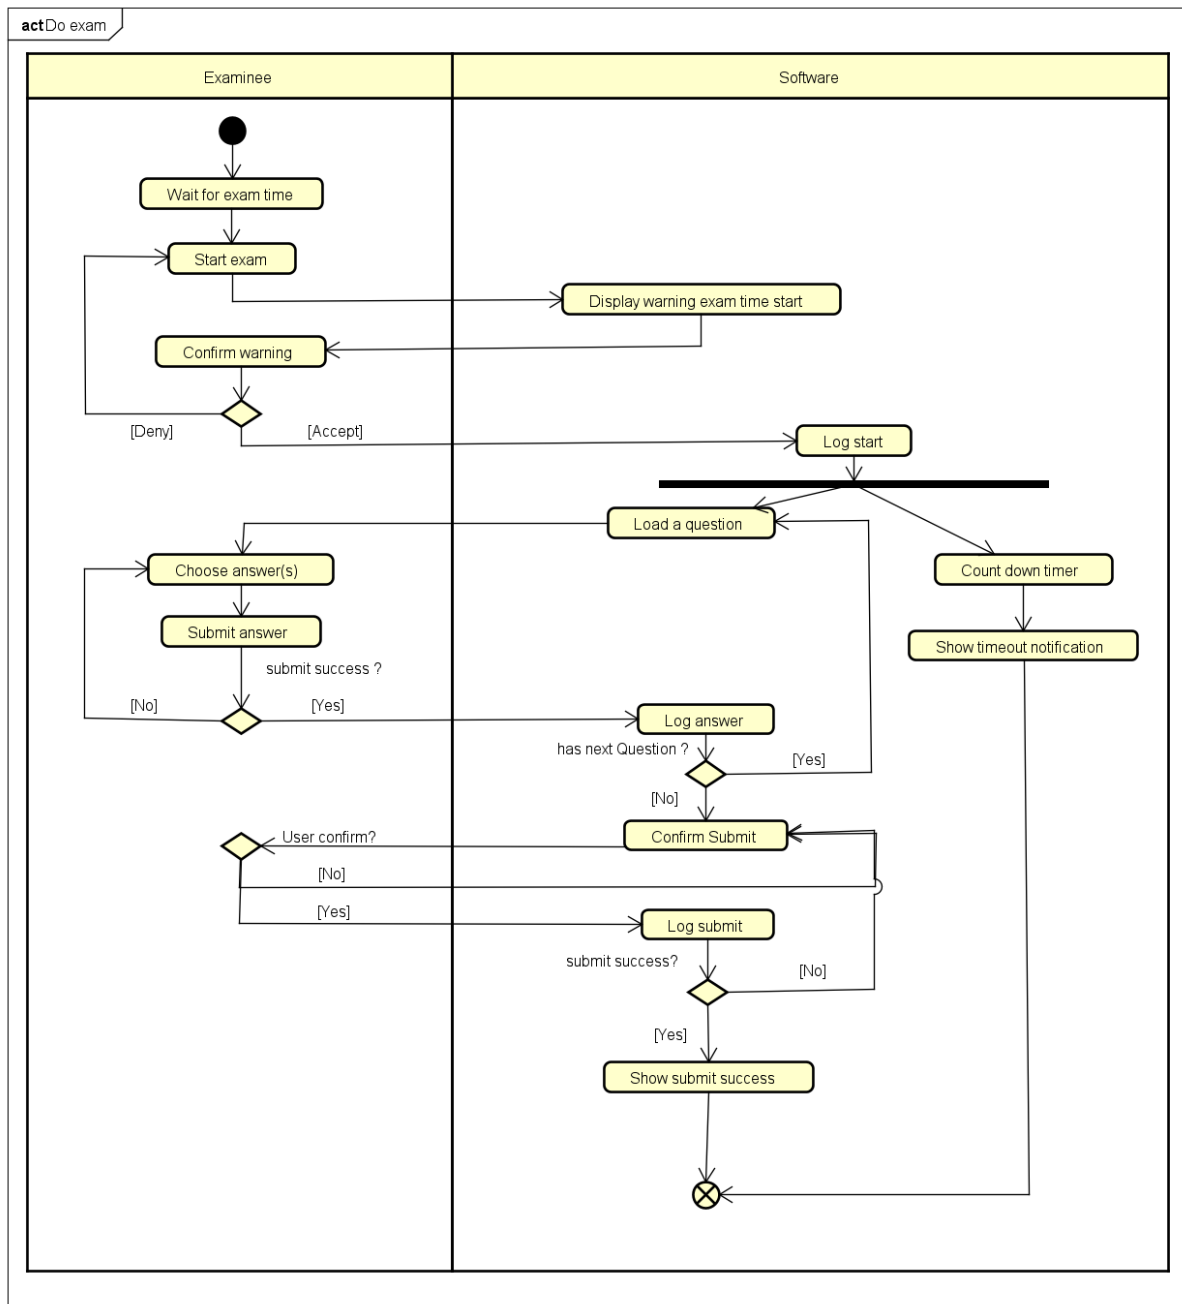 act Do exam
Examinee
Software
Wait for exam time
Start exam
Display warning exam time start
Confirm warning
[Deny]
[Accept]
Log start
Load a question
Choose answer(s)
Count down timer
Submit answer
Show timeout notification
submit success ?
[No]
[Yes]
Log answer
has next Question ?
[Yes]
[No]
Confirm Submit
User confirm?
[No]
[Yes]
Log submit
submit success?
[No]
[Yes]
Show submit success